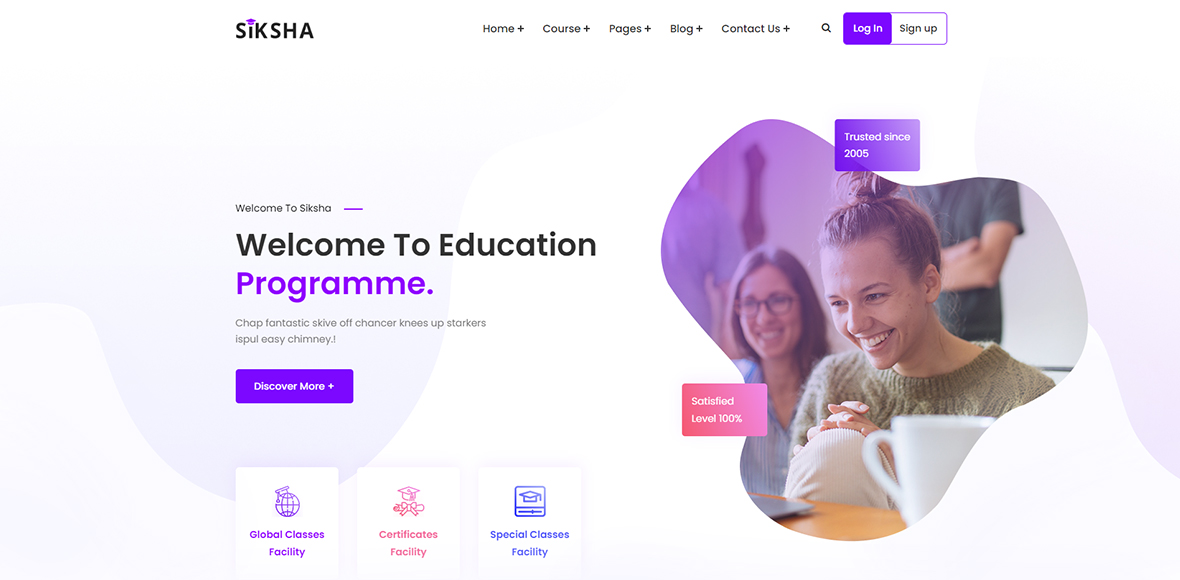 SiKSHA
Home +
Course +
Pages +
Blog +
Contact Us +
Log In
Sign up
Trusted since
2005
Welcome To Siksha
Welcome To Education
Programme.
Chap fantastic skive off chancer knees up starkers
ispul easy chimney.!
Discover More +
Satisfied
Level 100%
Global Classes
Facility
Certificates
Facility
Special Classes
Facility